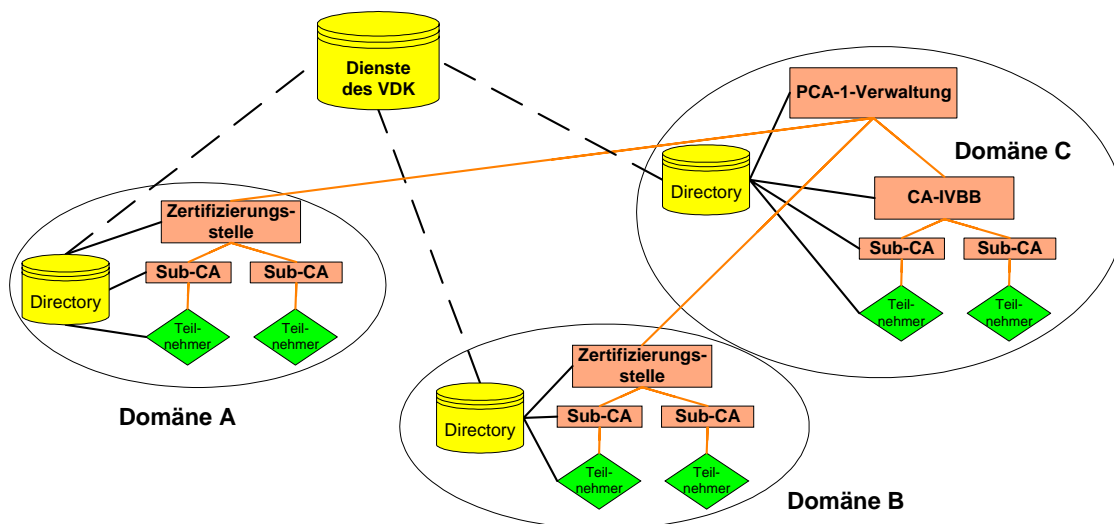 Dienste
des VDK
PCA-1-Verwaltung
Domäne C
Directory
CA-IVBB
Sub-CA
Sub-CA
Teil-
nehmer
Teil-
nehmer
Zertifizierungs-
stelle
Directory
Sub-CA
Sub-CA
Teil-
nehmer
Teil-
nehmer
Domäne A
Zertifizierungs-
stelle
Directory
Sub-CA
Sub-CA
Teil-
nehmer
Teil-
nehmer
Domäne B